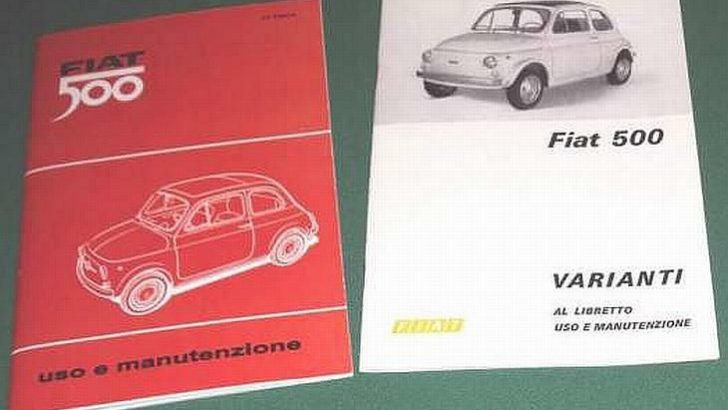 FIAT
500
uso e manutenzione
Fiat 500
VARIANTI
AL LIBRETTO
USO E MANUTENZIONE
FIAT